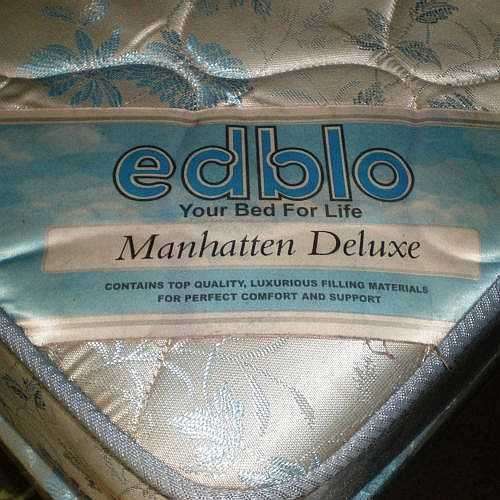 edblo
Your Bed For Life
Manhatten Deluxe
CONTAINS TOP QUALITY, LUXURIOUS FILLING MATERIALS
FOR PERFECT COMFORT AND SUPPORT